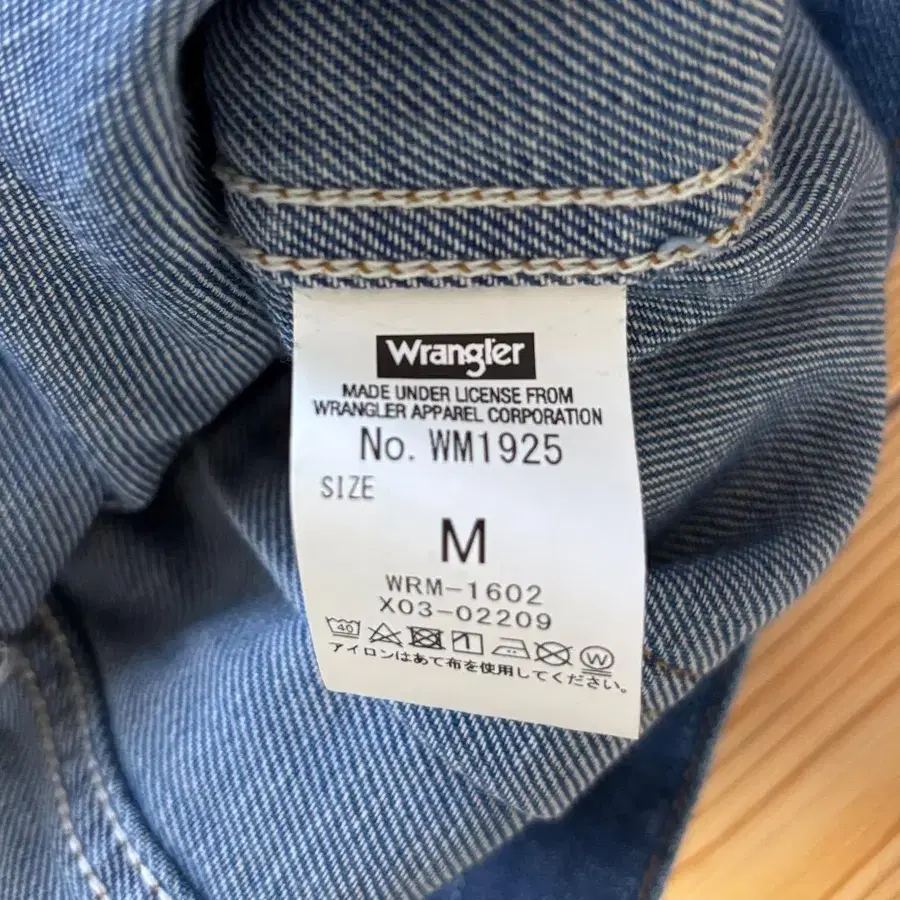 Wrangler
MADE UNDER LICENSE FROM
WRANGLER APPAREL CORPORATION
No. WM1925
SIZE
M
WRM-1602
X03-02209
40 W
アイロンはあて布を使用してください。